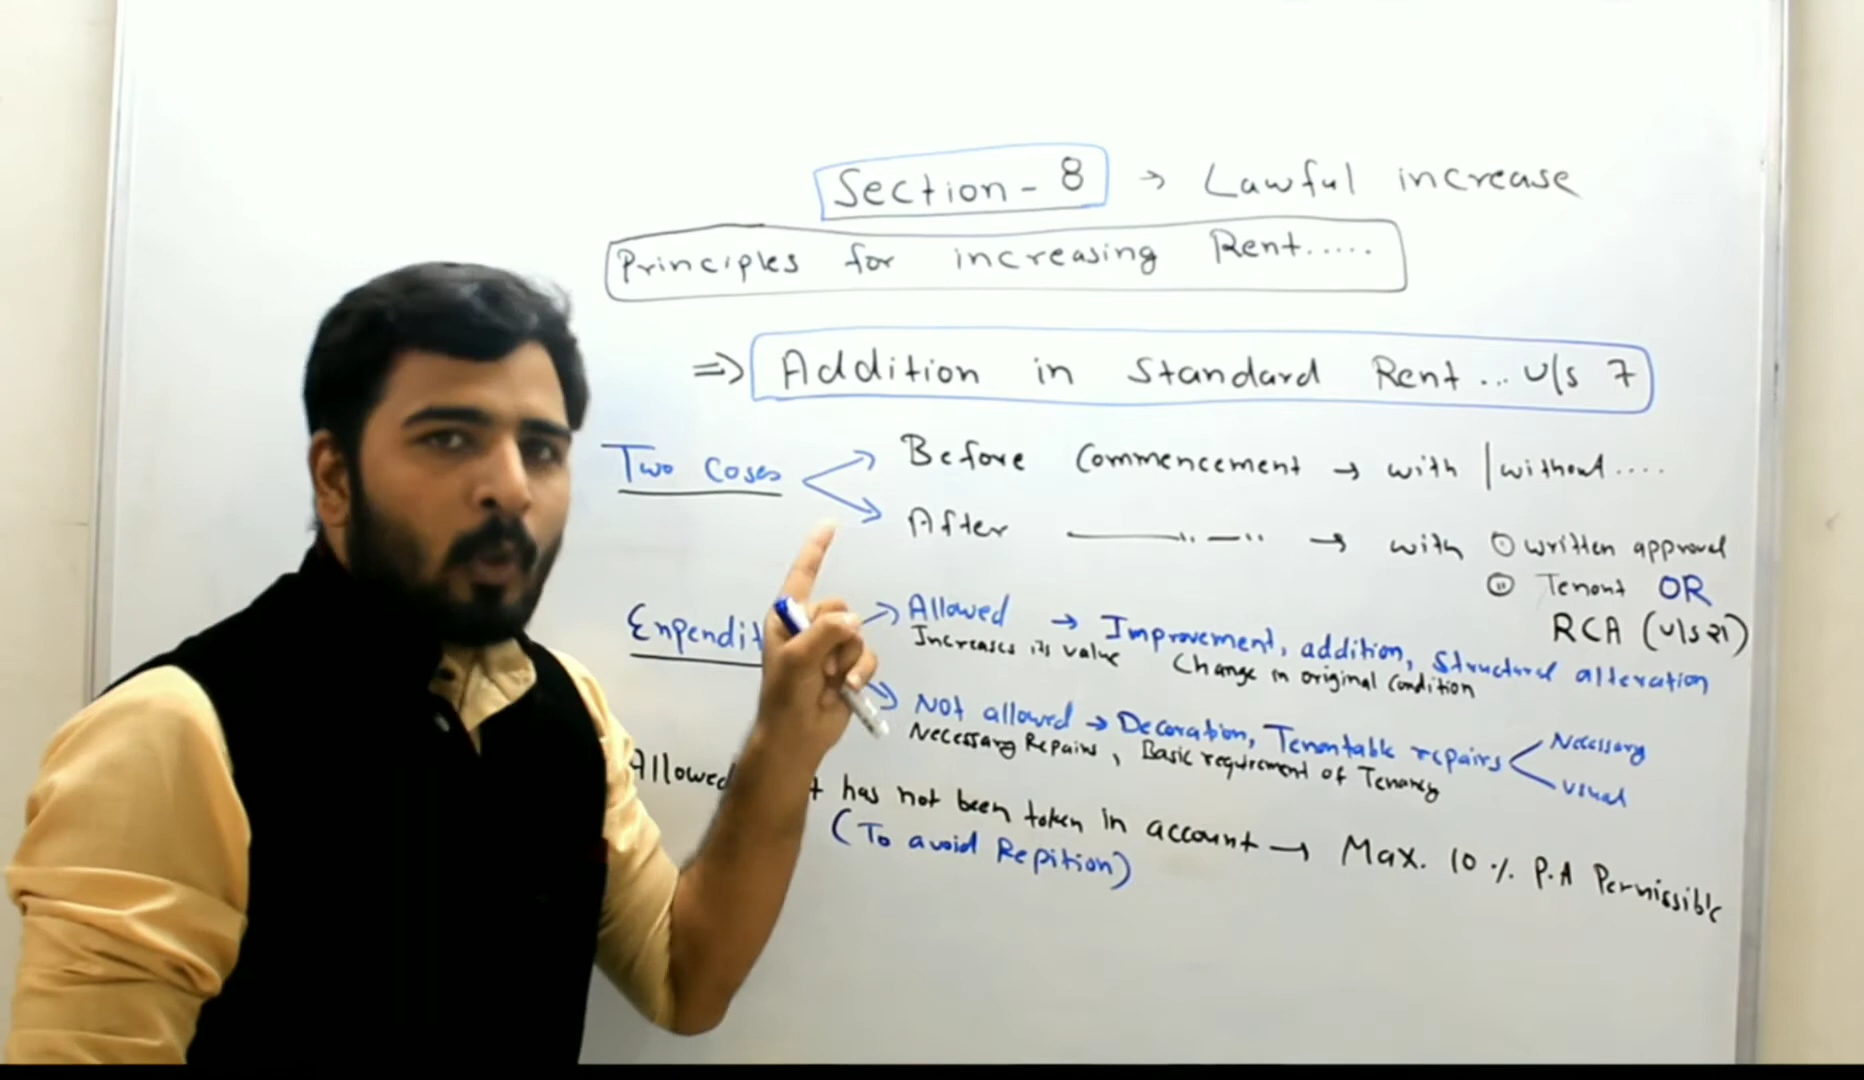 Section - 8 → Lawful increase
Principles for increasing Rent.....
⇒ Addition in Standard Rent... u/s 7
Two Cases
Before Commencement → with / without....
After ——— " — " → with (i) written approval
(ii) Tenant OR
RCA (u/s 21)
Expendit
Allowed → Improvement, addition, Structural alteration
Increases its value Change in original Condition
Not allowed → Decoration, Tenantable repairs
Necessary
Usual
Necessary Repairs, Basic requirement of Tenancy
Allowed has not been taken in account → Max. 10 % P.A Permissible
(To avoid Repition)